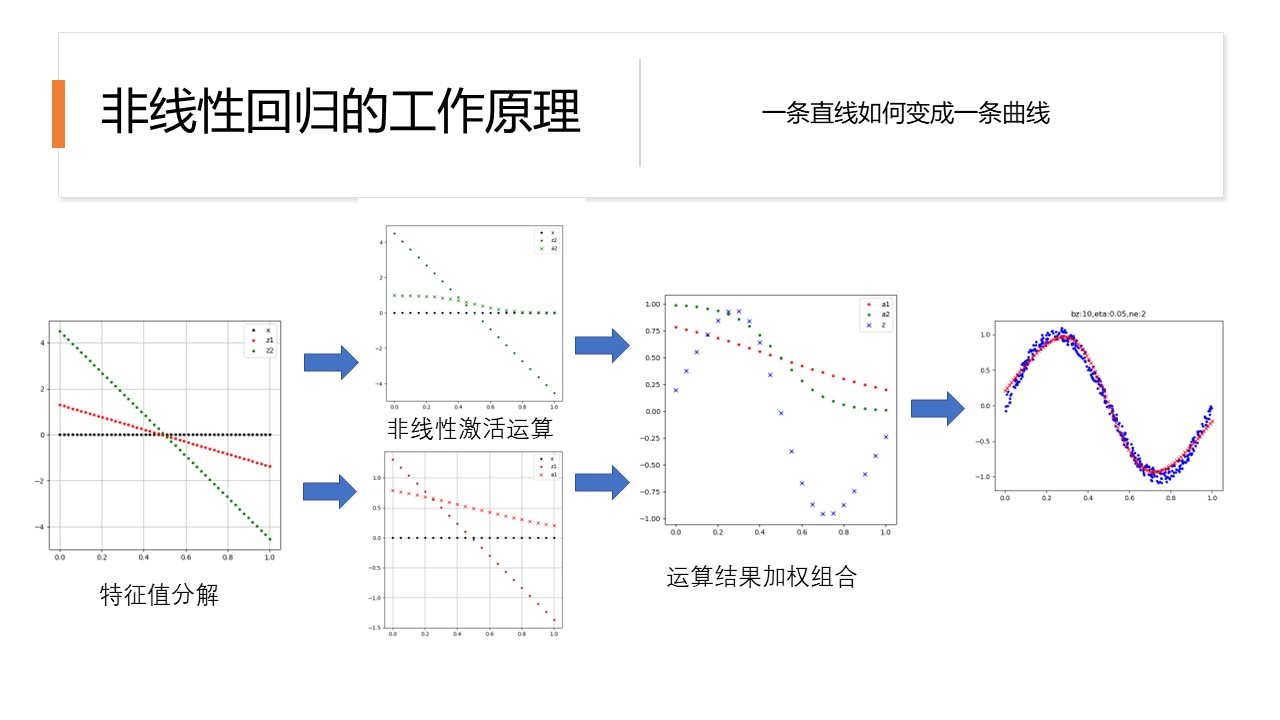 非线性回归的工作原理
一条直线如何变成一条曲线
x
z1
z2
4
2
0
−2
−4
0.0 0.2 0.4 0.6 0.8 1.0
特征值分解
x
z2
a2
4
2
0
−2
−4
0.0 0.2 0.4 0.6 0.8 1.0
非线性激活运算
x
z1
a1
1.0
0.5
0.0
−0.5
−1.0
−1.5
0.0 0.2 0.4 0.6 0.8 1.0
a1
a2
z
1.00
0.75
0.50
0.25
0.00
−0.25
−0.50
−0.75
−1.00
0.0 0.2 0.4 0.6 0.8 1.0
运算结果加权组合
bz:10,eta:0.05,ne:2
1.0
0.5
0.0
−0.5
−1.0
0.0 0.2 0.4 0.6 0.8 1.0